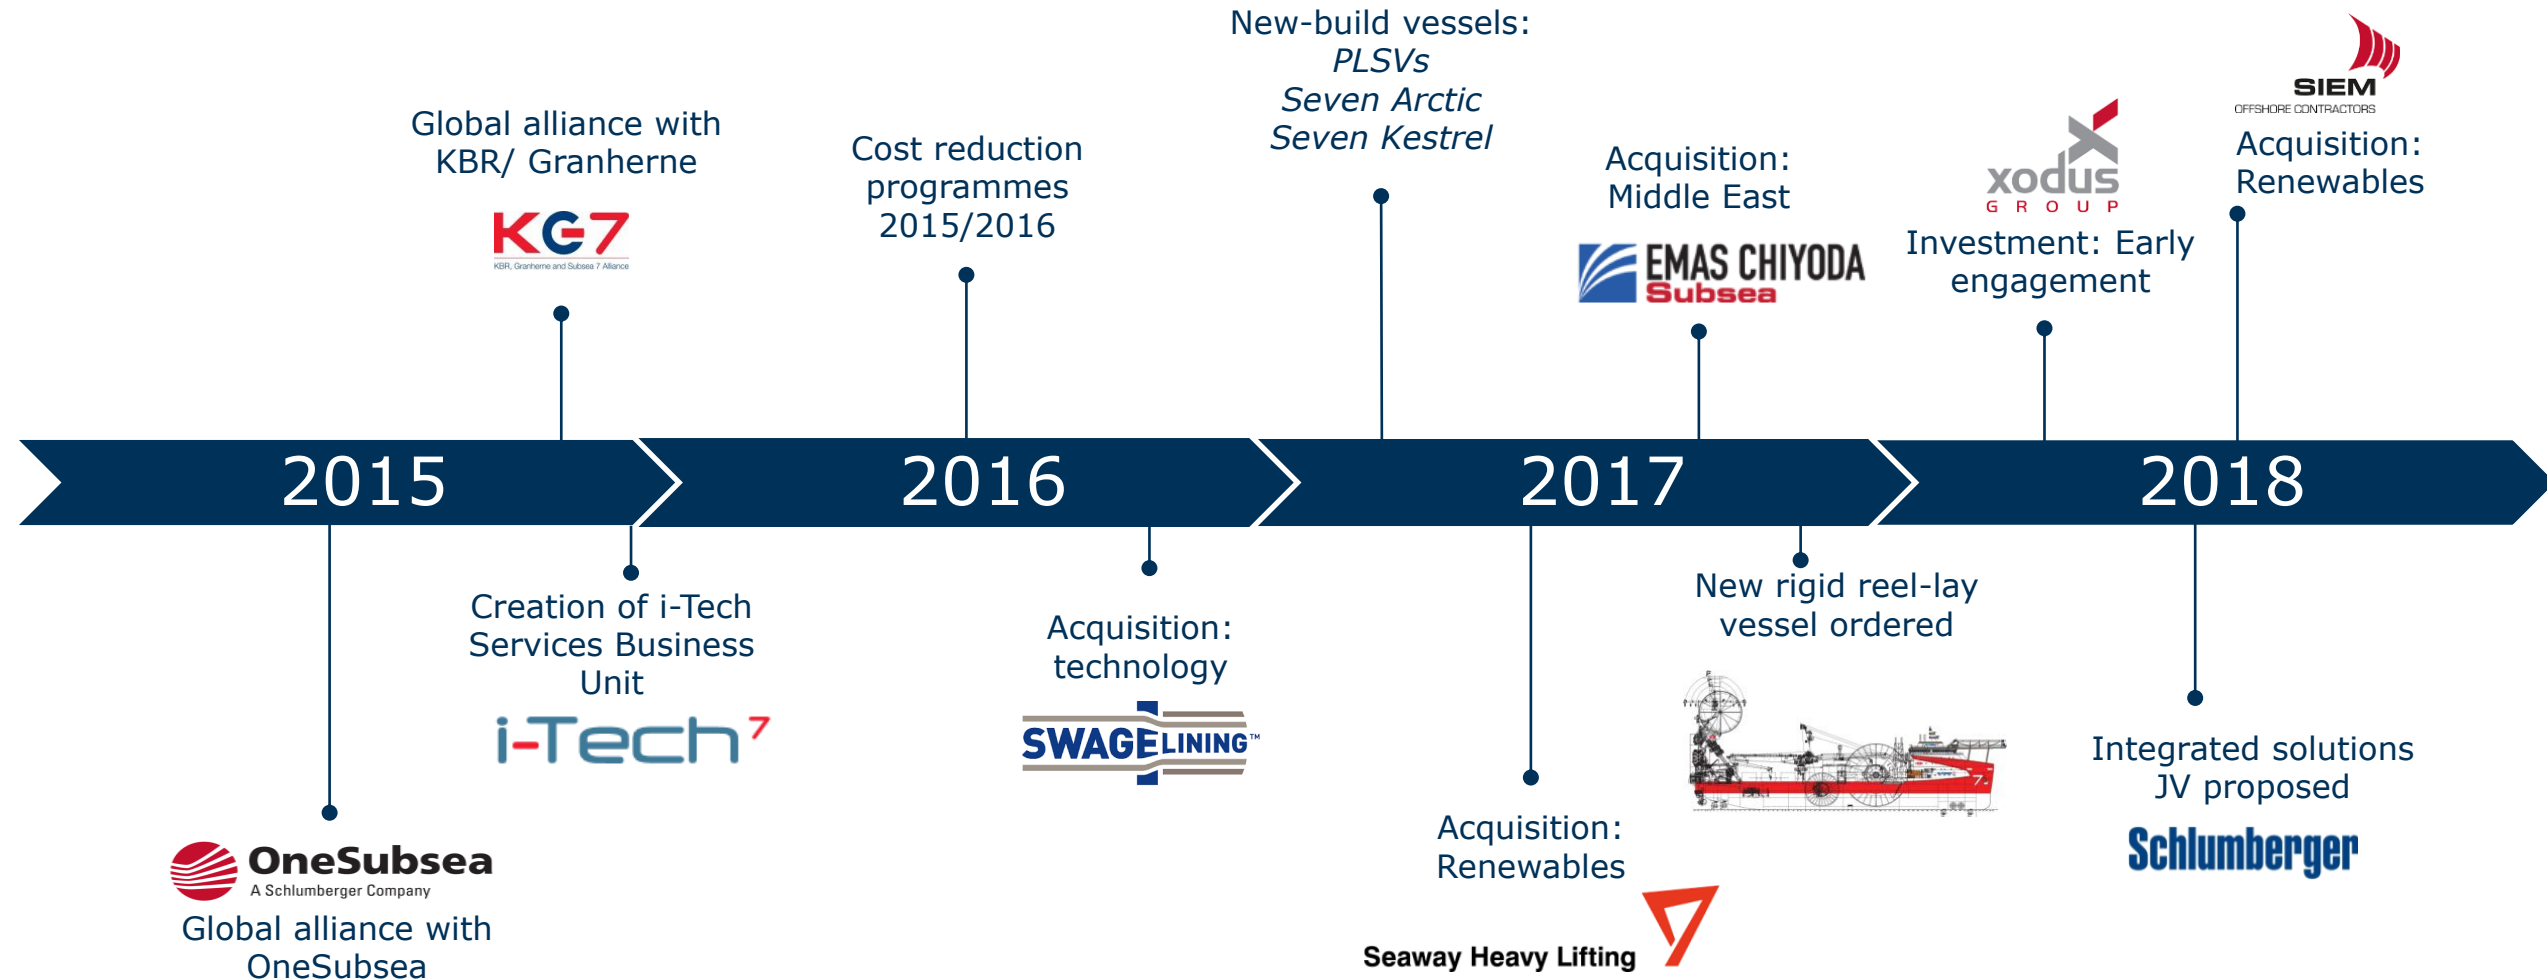 New-build vessels:
PLSVs
Seven Arctic
Seven Kestrel
SIEM
OFFSHORE CONTRACTORS
Acquisition:
Renewables
Global alliance with
KBR/ Granherne
KG7
KBR, Granherne and Subsea 7 Alliance
Cost reduction
programmes
2015/2016
Acquisition:
Middle East
EMAS CHIYODA
Subsea
xodus
GROUP
Investment: Early
engagement
2015
2016
2017
2018
Creation of i-Tech
Services Business
Unit
i-Tech 7
OneSubsea
A Schlumberger Company
Global alliance with
OneSubsea
Acquisition:
technology
SWAGELINING™
New rigid reel-lay
vessel ordered
7
Acquisition:
Renewables
Seaway Heavy Lifting
Integrated solutions
JV proposed
Schlumberger